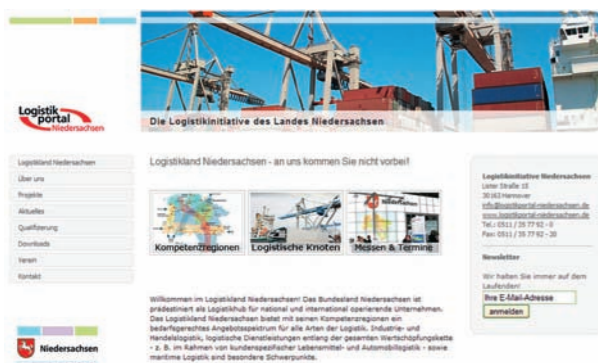 Logistik
portal
Niedersachsen
Die Logistikinitiative des Landes Niedersachsen
Logistikland Niedersachsen
Über uns
Projekte
Aktuelles
Qualifizierung
Downloads
Verein
Kontakt
Niedersachsen
Logistikland Niedersachsen - an uns kommen Sie nicht vorbei!
Kompetenzregionen
Logistische Knoten
Niedersachsen
Messen & Termine
Willkommen im Logistikland Niedersachsen! Das Bundesland Niedersachsen ist
prädestiniert als Logistikhub für national und international operierende Unternehmen.
Das Logistikland Niedersachsen bietet mit seinen Kompetenzregionen ein
bedarfsgerechtes Angebotsspektrum für alle Arten der Logistik. Industrie- und
Handelslogistik, logistische Dienstleistungen entlang der gesamten Wertschöpfungskette
- z. B. im Rahmen von kundenspezifischer Lebensmittel- und Automobillogistik - sowie
maritime Logistik sind besondere Schwerpunkte.
Logistikinitiative Niedersachsen
Lister Straße 15
30163 Hannover
info@logistikportal-niedersachsen.de
www.logistikportal-niedersachsen.de
Tel.: 0511 / 35 77 92 - 0
Fax: 0511 / 35 77 92 - 20
Newsletter
Wir halten Sie immer auf dem
Laufenden!
Ihre E-Mail-Adresse
anmelden